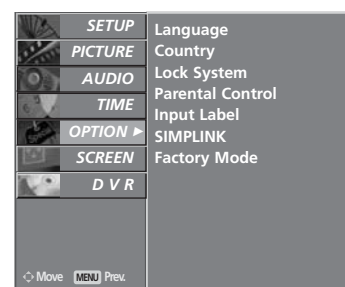 SETUP
PICTURE
AUDIO
TIME
OPTION
SCREEN
D V R
Language
Country
Lock System
Parental Control
Input Label
SIMPLINK
Factory Mode
Move MENU Prev.